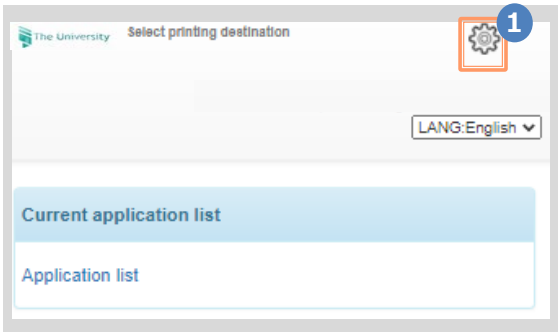 The University Select printing destination
1
LANG:English
Current application list
Application list